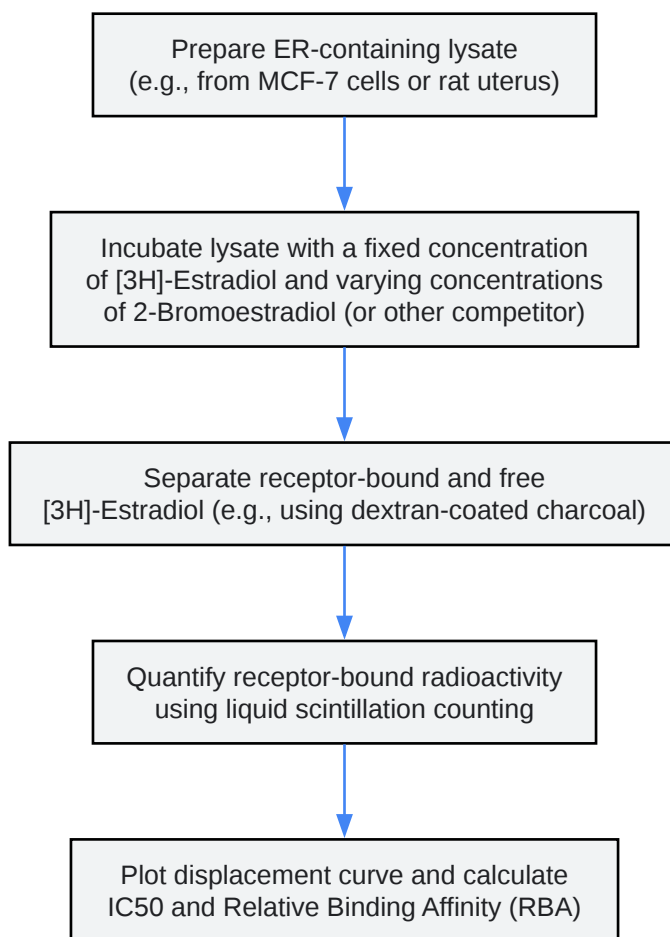 Prepare ER-containing lysate
(e.g., from MCF-7 cells or rat uterus)
Incubate lysate with a fixed concentration
of [3H]-Estradiol and varying concentrations
of 2-Bromoestradiol (or other competitor)
Separate receptor-bound and free
[3H]-Estradiol (e.g., using dextran-coated charcoal)
Quantify receptor-bound radioactivity
using liquid scintillation counting
Plot displacement curve and calculate
IC50 and Relative Binding Affinity (RBA)